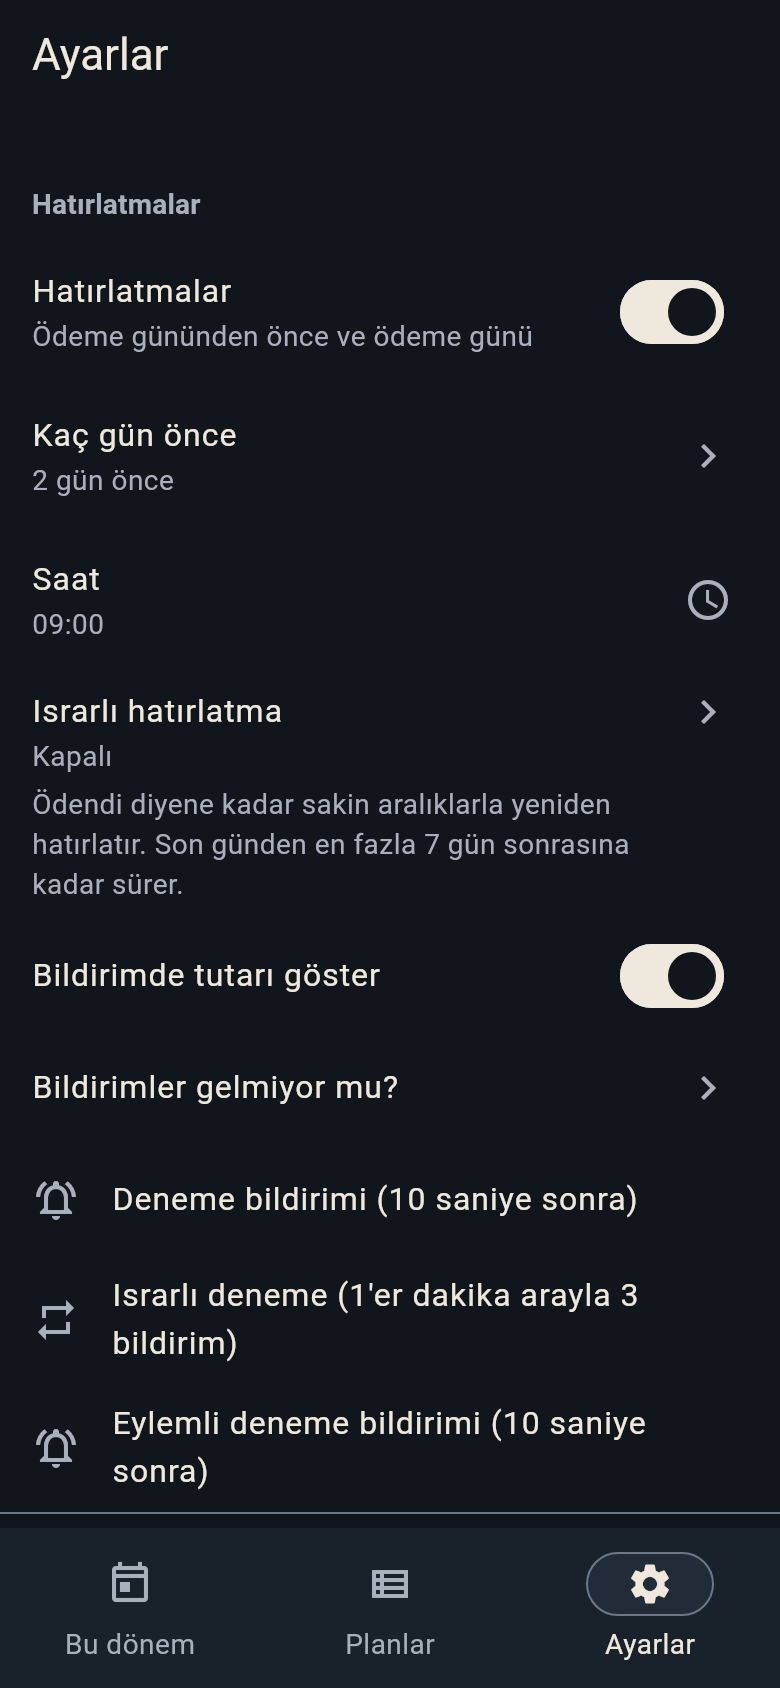 Ayarlar
Hatırlatmalar
Hatırlatmalar
Ödeme gününden önce ve ödeme günü
Kaç gün önce
2 gün önce
Saat
09:00
Israrlı hatırlatma
Kapalı
Ödendi diyene kadar sakin aralıklarla yeniden
hatırlatır. Son günden en fazla 7 gün sonrasına
kadar sürer.
Bildirimde tutarı göster
Bildirimler gelmiyor mu?
Deneme bildirimi (10 saniye sonra)
Israrlı deneme (1'er dakika arayla 3
bildirim)
Eylemli deneme bildirimi (10 saniye
sonra)
Bu dönem
Planlar
Ayarlar